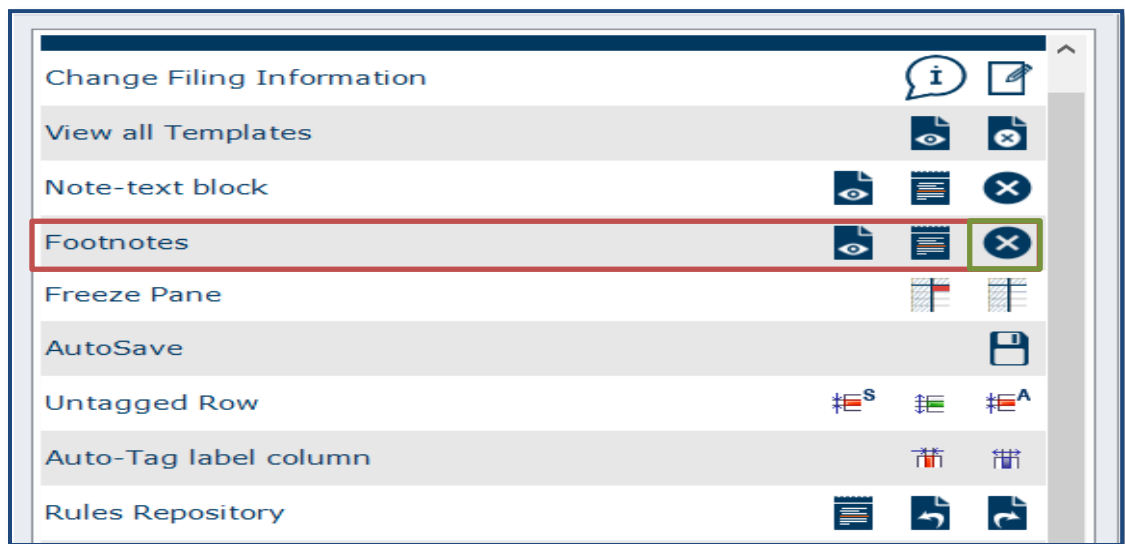 Change Filing Information
View all Templates
Note-text block
Footnotes
Freeze Pane
AutoSave
Untagged Row S A
Auto-Tag label column
Rules Repository